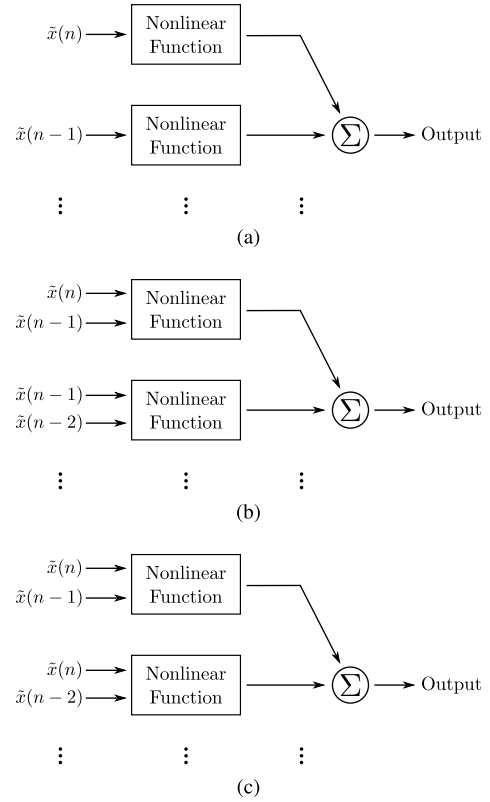 x̃(n)
Nonlinear
Function
x̃(n − 1)
Nonlinear
Function
Σ
Output
(a)
x̃(n)
x̃(n − 1)
Nonlinear
Function
x̃(n − 1)
x̃(n − 2)
Nonlinear
Function
Σ
Output
(b)
x̃(n)
x̃(n − 1)
Nonlinear
Function
x̃(n)
x̃(n − 2)
Nonlinear
Function
Σ
Output
(c)